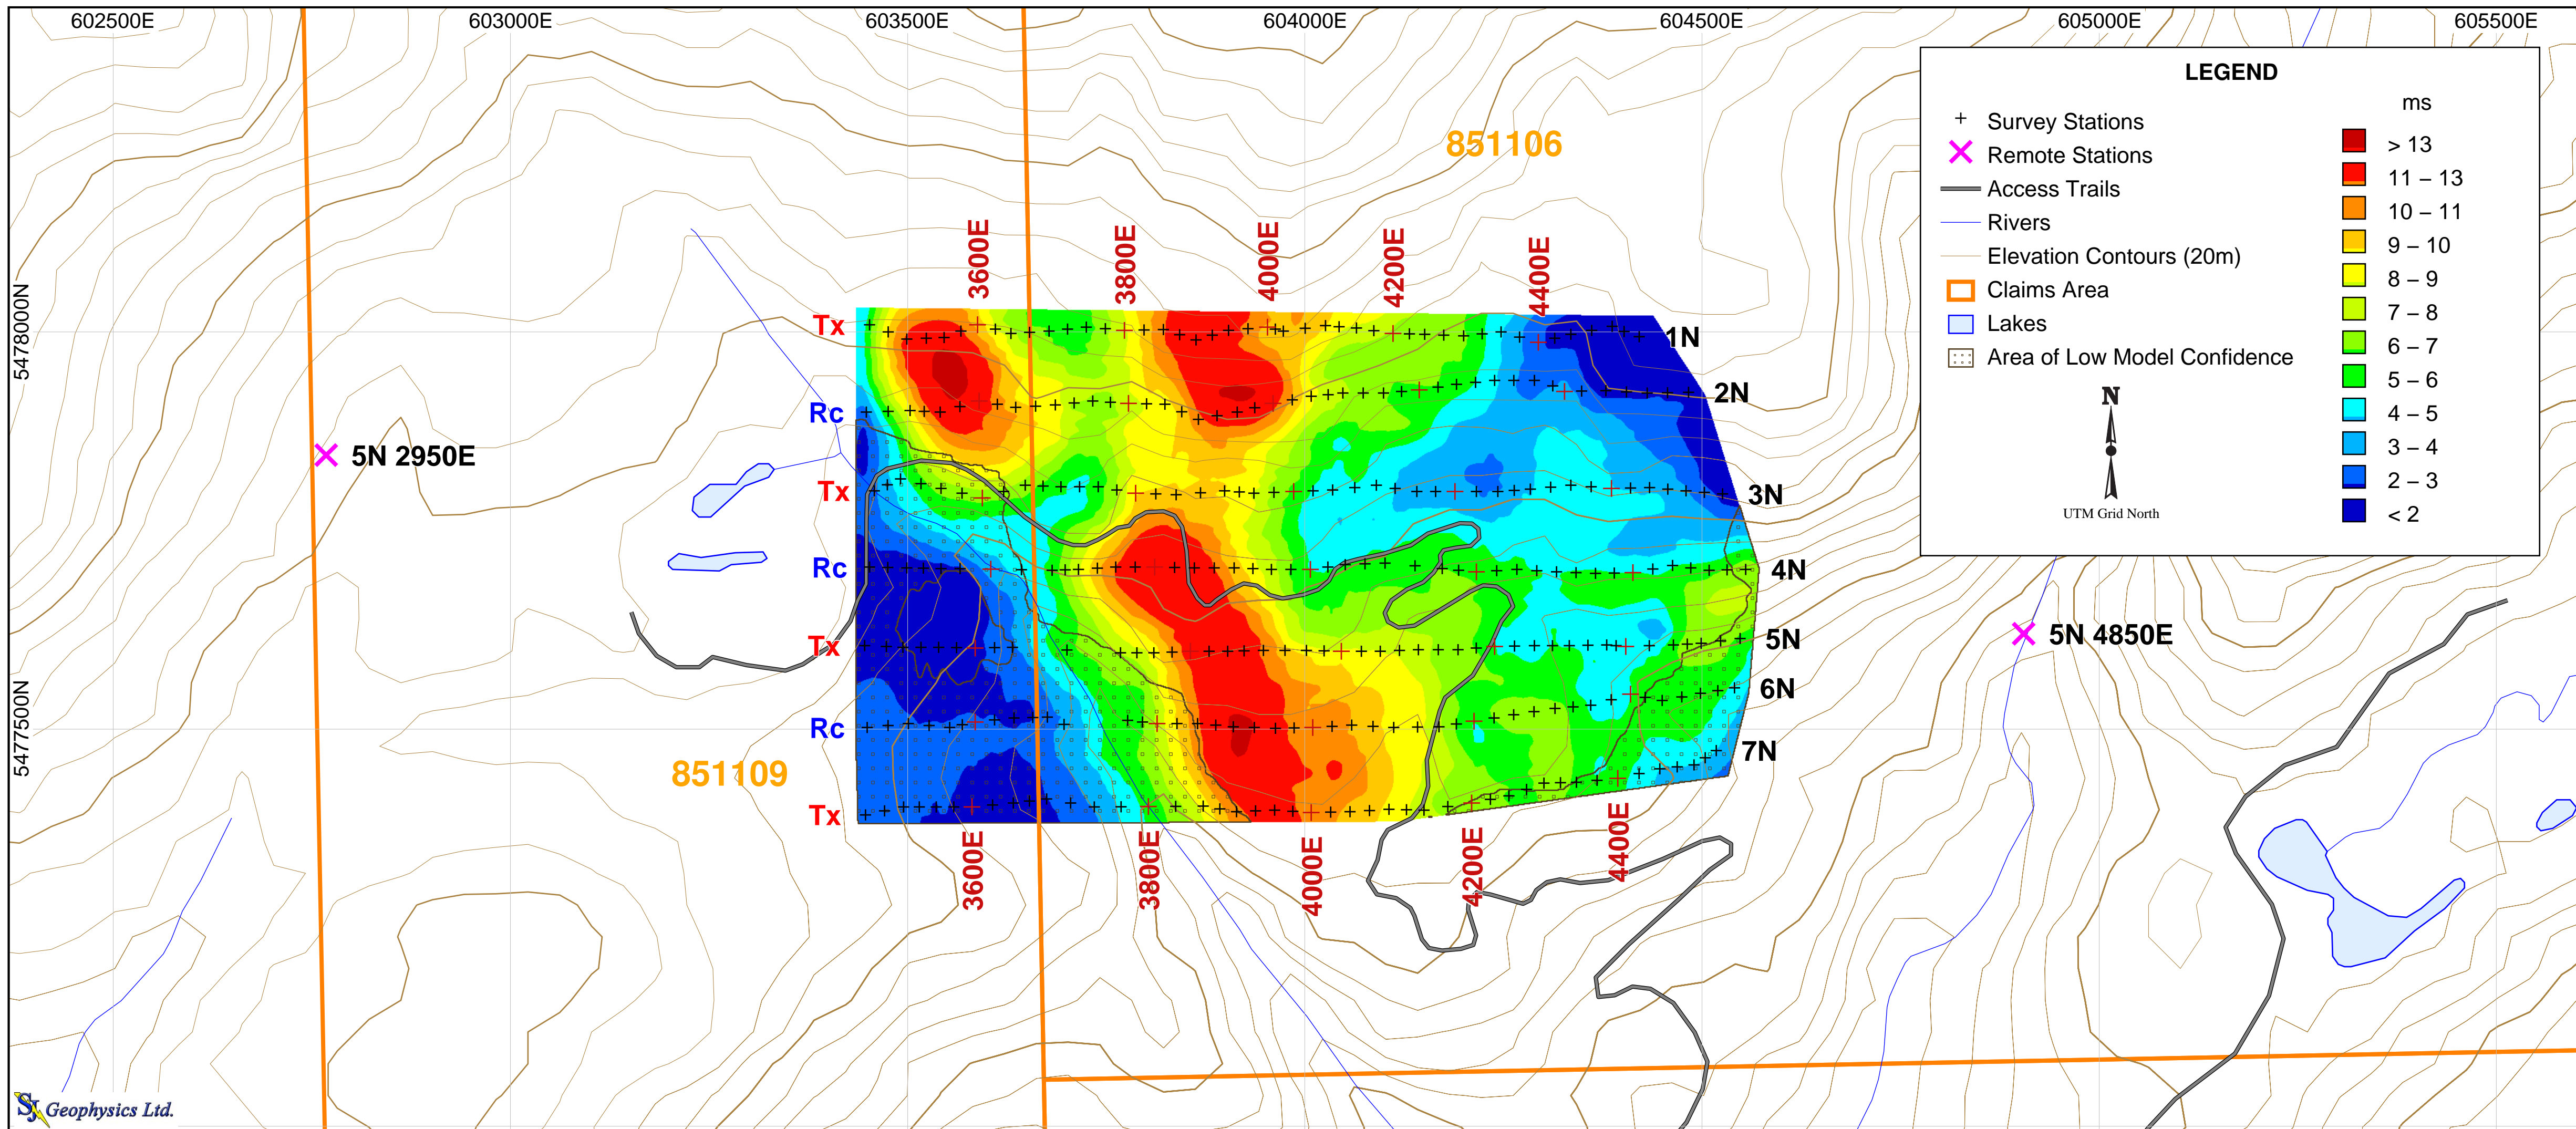 602500E
603000E
603500E
604000E
604500E
605000E
605500E
LEGEND
ms
+ Survey Stations
Remote Stations
Access Trails
Rivers
Elevation Contours (20m)
Claims Area
Lakes
Area of Low Model Confidence
> 13
11 – 13
10 – 11
9 – 10
8 – 9
7 – 8
6 – 7
5 – 6
4 – 5
3 – 4
2 – 3
< 2
N
UTM Grid North
851106
3600E
3800E
4000E
4200E
4400E
5478000N
Tx
1N
2N
Rc
5N 2950E
Tx
3N
Rc
4N
Tx
5N
5N 4850E
6N
5477500N
Rc
7N
851109
Tx
3600E
3800E
4000E
4200E
4400E
SJ Geophysics Ltd.